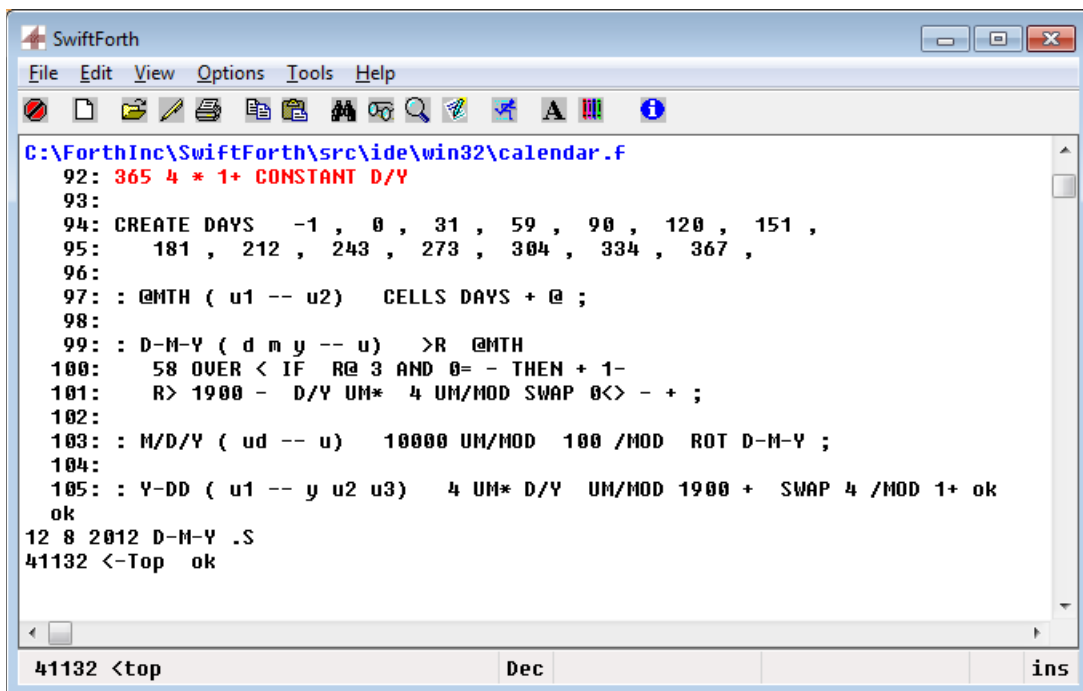 SwiftForth
File Edit View Options Tools Help
A
C:\ForthInc\SwiftForth\src\ide\win32\calendar.f
92: 365 4 * 1+ CONSTANT D/Y
93:
94: CREATE DAYS   -1 ,  0 ,  31 ,  59 ,  90 ,  120 ,  151 ,
95:    181 ,  212 ,  243 ,  273 ,  304 ,  334 ,  367 ,
96:
97: : @MTH ( u1 -- u2)   CELLS DAYS + @ ;
98:
99: : D-M-Y ( d m y -- u)   >R  @MTH
100:    58 OVER < IF  R@ 3 AND 0= - THEN + 1-
101:    R> 1900 -  D/Y UM*  4 UM/MOD SWAP 0<> - + ;
102:
103: : M/D/Y ( ud -- u)   10000 UM/MOD  100 /MOD  ROT D-M-Y ;
104:
105: : Y-DD ( u1 -- y u2 u3)   4 UM* D/Y  UM/MOD 1900 +  SWAP 4 /MOD 1+ ok
ok
12 8 2012 D-M-Y .S
41132 <-Top  ok
41132 <top Dec ins